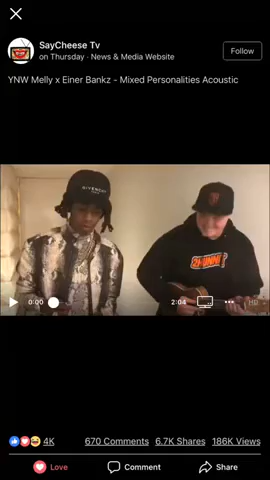 SayCheese Tv
on Thursday · News & Media Website
Follow
YNW Melly x Einer Bankz - Mixed Personalities Acoustic
GIVENCHY
0:00
2:04
HD
4K
670 Comments
6.7K Shares
186K Views
Love
Comment
Share